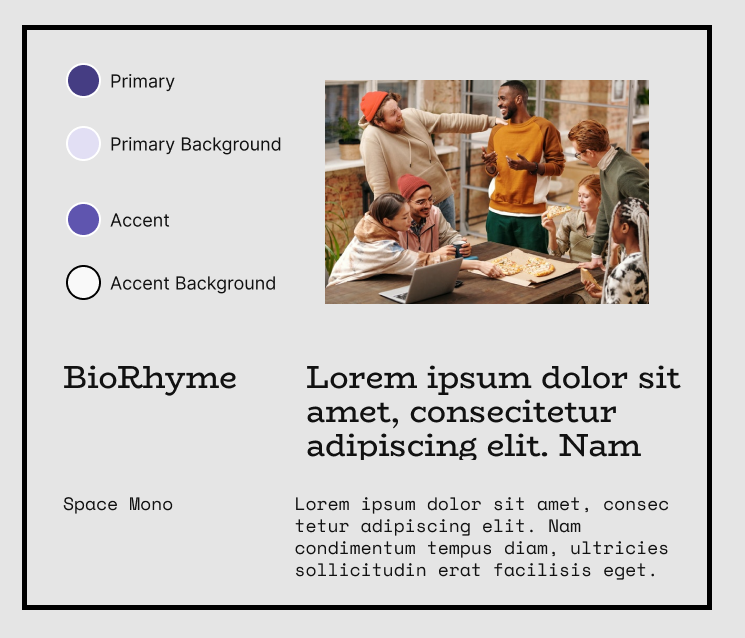 Primary
Primary Background
Accent
Accent Background
BioRhyme
Lorem ipsum dolor sit
amet, consecitetur
adipiscing elit. Nam
Space Mono
Lorem ipsum dolor sit amet, consec
tetur adipiscing elit. Nam
condimentum tempus diam, ultricies
sollicitudin erat facilisis eget.